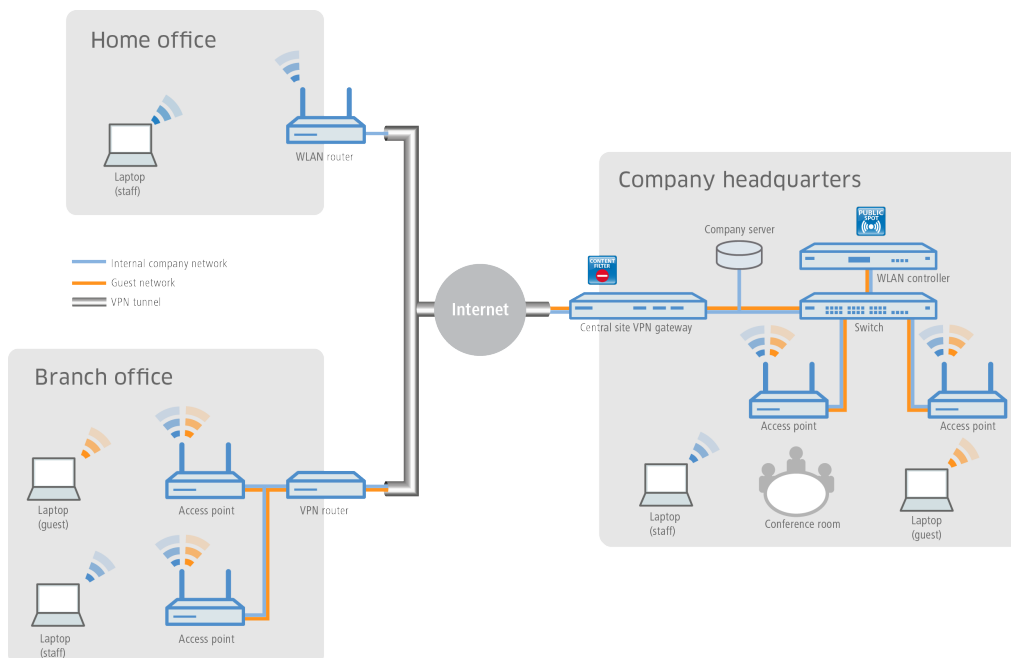 Home office
WLAN router
Laptop
(staff)
Internal company network
Guest network
VPN tunnel
Internet
Company headquarters
PUBLIC
SPOT
Company server
CONTENT
FILTER
WLAN controller
Central site VPN gateway
Switch
Access point
Access point
Laptop
(staff)
Conference room
Laptop
(guest)
Branch office
Laptop
(guest)
Access point
VPN router
Laptop
(staff)
Access point